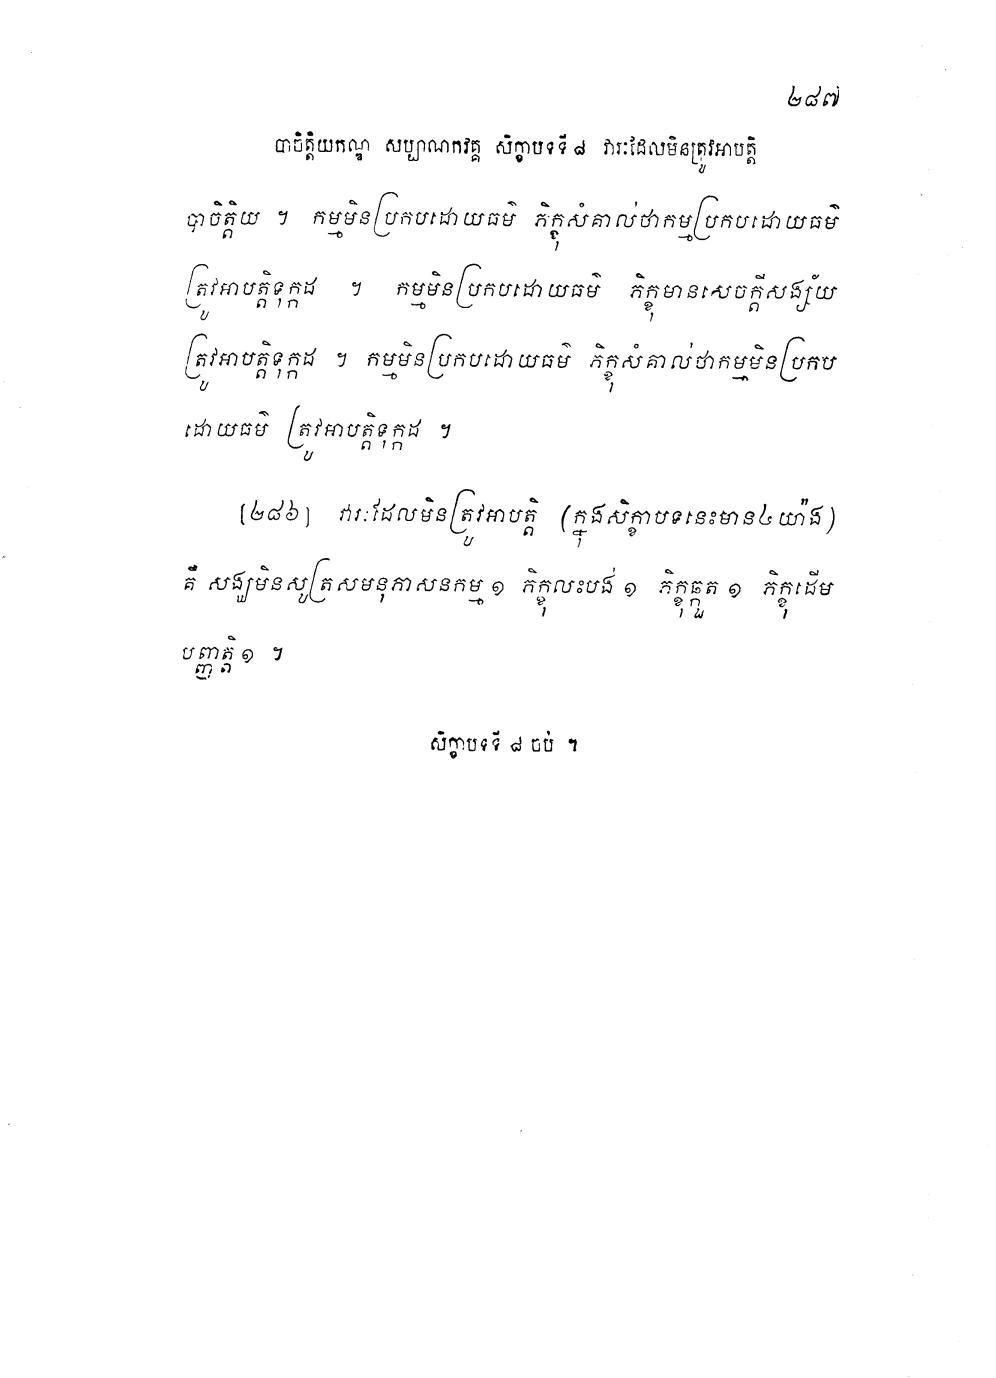 ២៨៧
បាចិត្តិយកណ្ឌ សប្បាណកវគ្គ សិក្ខាបទទី៨ វារៈដែលមិនត្រូវអាបត្តិ
បាចិត្តិយ ។ កម្មមិនប្រកបដោយធម៌ ភិក្ខុសំគាល់ថាកម្មប្រកបដោយធម៌
ត្រូវអាបត្តិទុក្កដ ។ កម្មមិនប្រកបដោយធម៌ ភិក្ខុមានសេចក្តីសង្ស័យ
ត្រូវអាបត្តិទុក្កដ ។ កម្មមិនប្រកបដោយធម៌ ភិក្ខុសំគាល់ថាកម្មមិនប្រកប
ដោយធម៌ ត្រូវអាបត្តិទុក្កដ ។
[២៨៦] វារៈដែលមិនត្រូវអាបត្តិ (ក្នុងសិក្ខាបទនេះមាន៤យ៉ាង)
គឺ សង្ឃមិនសូត្រសមនុភាសនកម្ម ១ ភិក្ខុលះបង់ ១ ភិក្ខុឆ្កួត ១ ភិក្ខុដើម
បញ្ញត្តិ ១ ។
សិក្ខាបទទី ៨ ចប់ ។